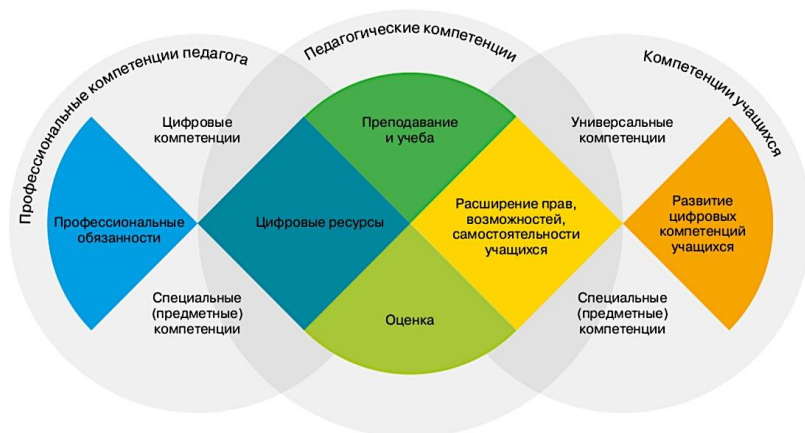 Профессиональные компетенции педагога
Педагогические компетенции
Компетенции учащихся
Цифровые
компетенции
Преподавание
и учеба
Универсальные
компетенции
Профессиональные
обязанности
Цифровые ресурсы
Расширение прав,
возможностей,
самостоятельности
учащихся
Развитие
цифровых
компетенций
учащихся
Специальные
(предметные)
компетенции
Оценка
Специальные
(предметные)
компетенции